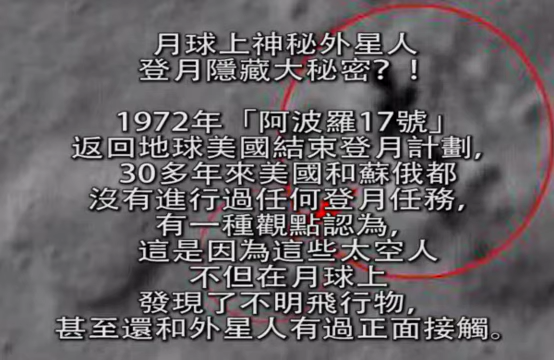 月球上神秘外星人
登月隱藏大秘密?!
1972年「阿波羅17號」
返回地球美國結束登月計劃,
30多年來美國和蘇俄都
沒有進行過任何登月任務,
有一種觀點認為,
這是因為這些太空人
不但在月球上
發現了不明飛行物,
甚至還和外星人有過正面接觸。